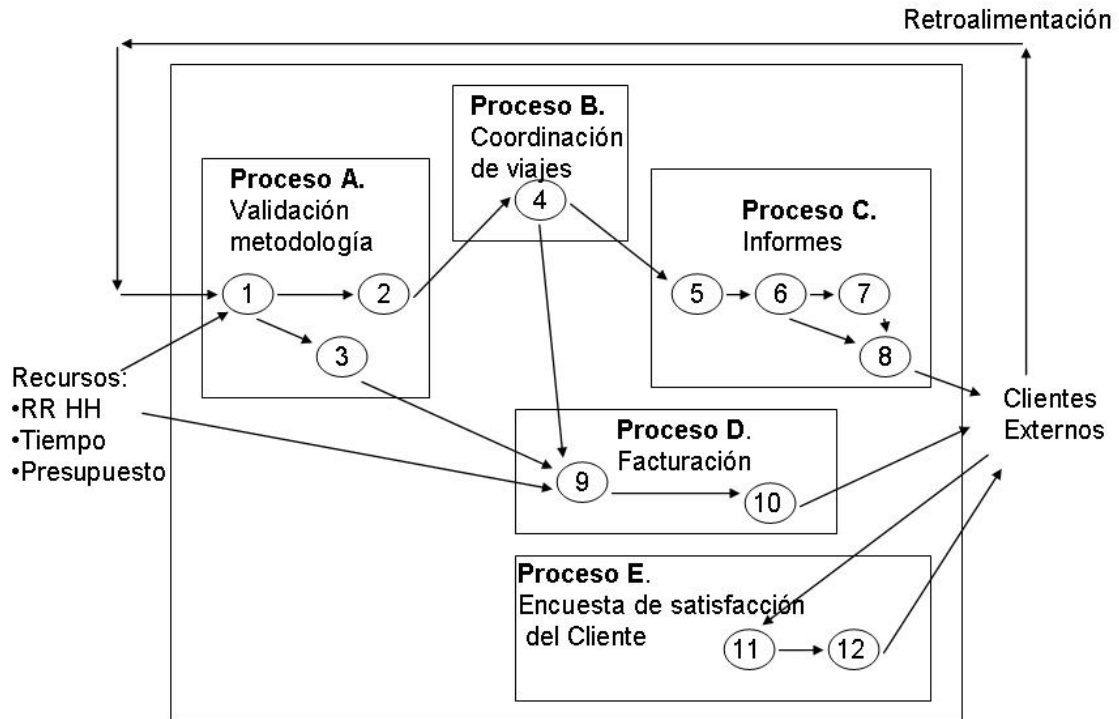 Retroalimentación
Proceso B.
Coordinación
de viajes
4
Proceso A.
Validación
metodología
1
2
3
Proceso C.
Informes
5
6
7
8
Recursos:
•RR HH
•Tiempo
•Presupuesto
Clientes
Externos
Proceso D.
Facturación
9
10
Proceso E.
Encuesta de satisfacción
del Cliente
11
12